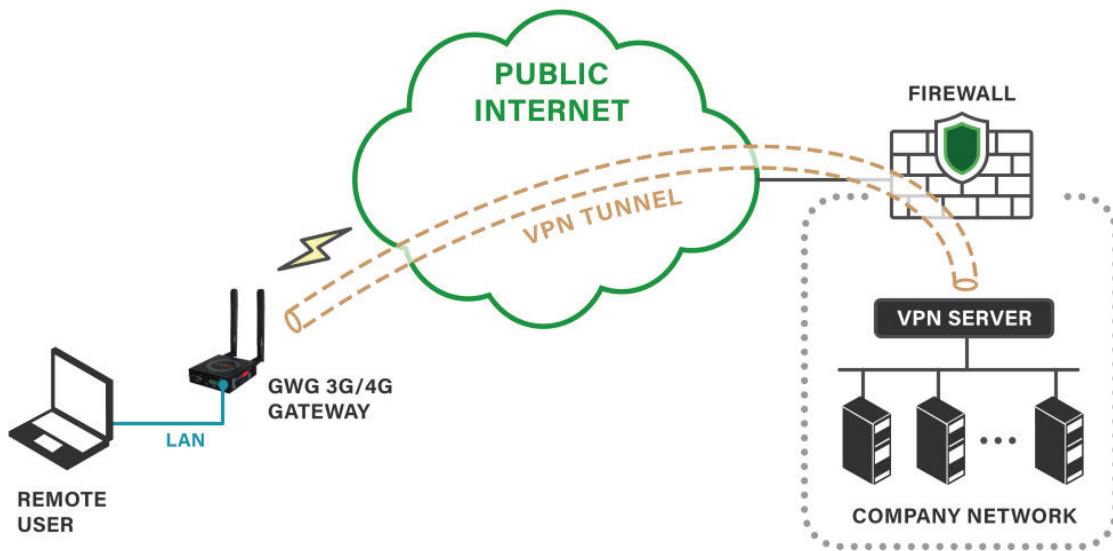 PUBLIC
INTERNET
FIREWALL
VPN TUNNEL
VPN SERVER
GWG 3G/4G
GATEWAY
LAN
REMOTE
USER
COMPANY NETWORK